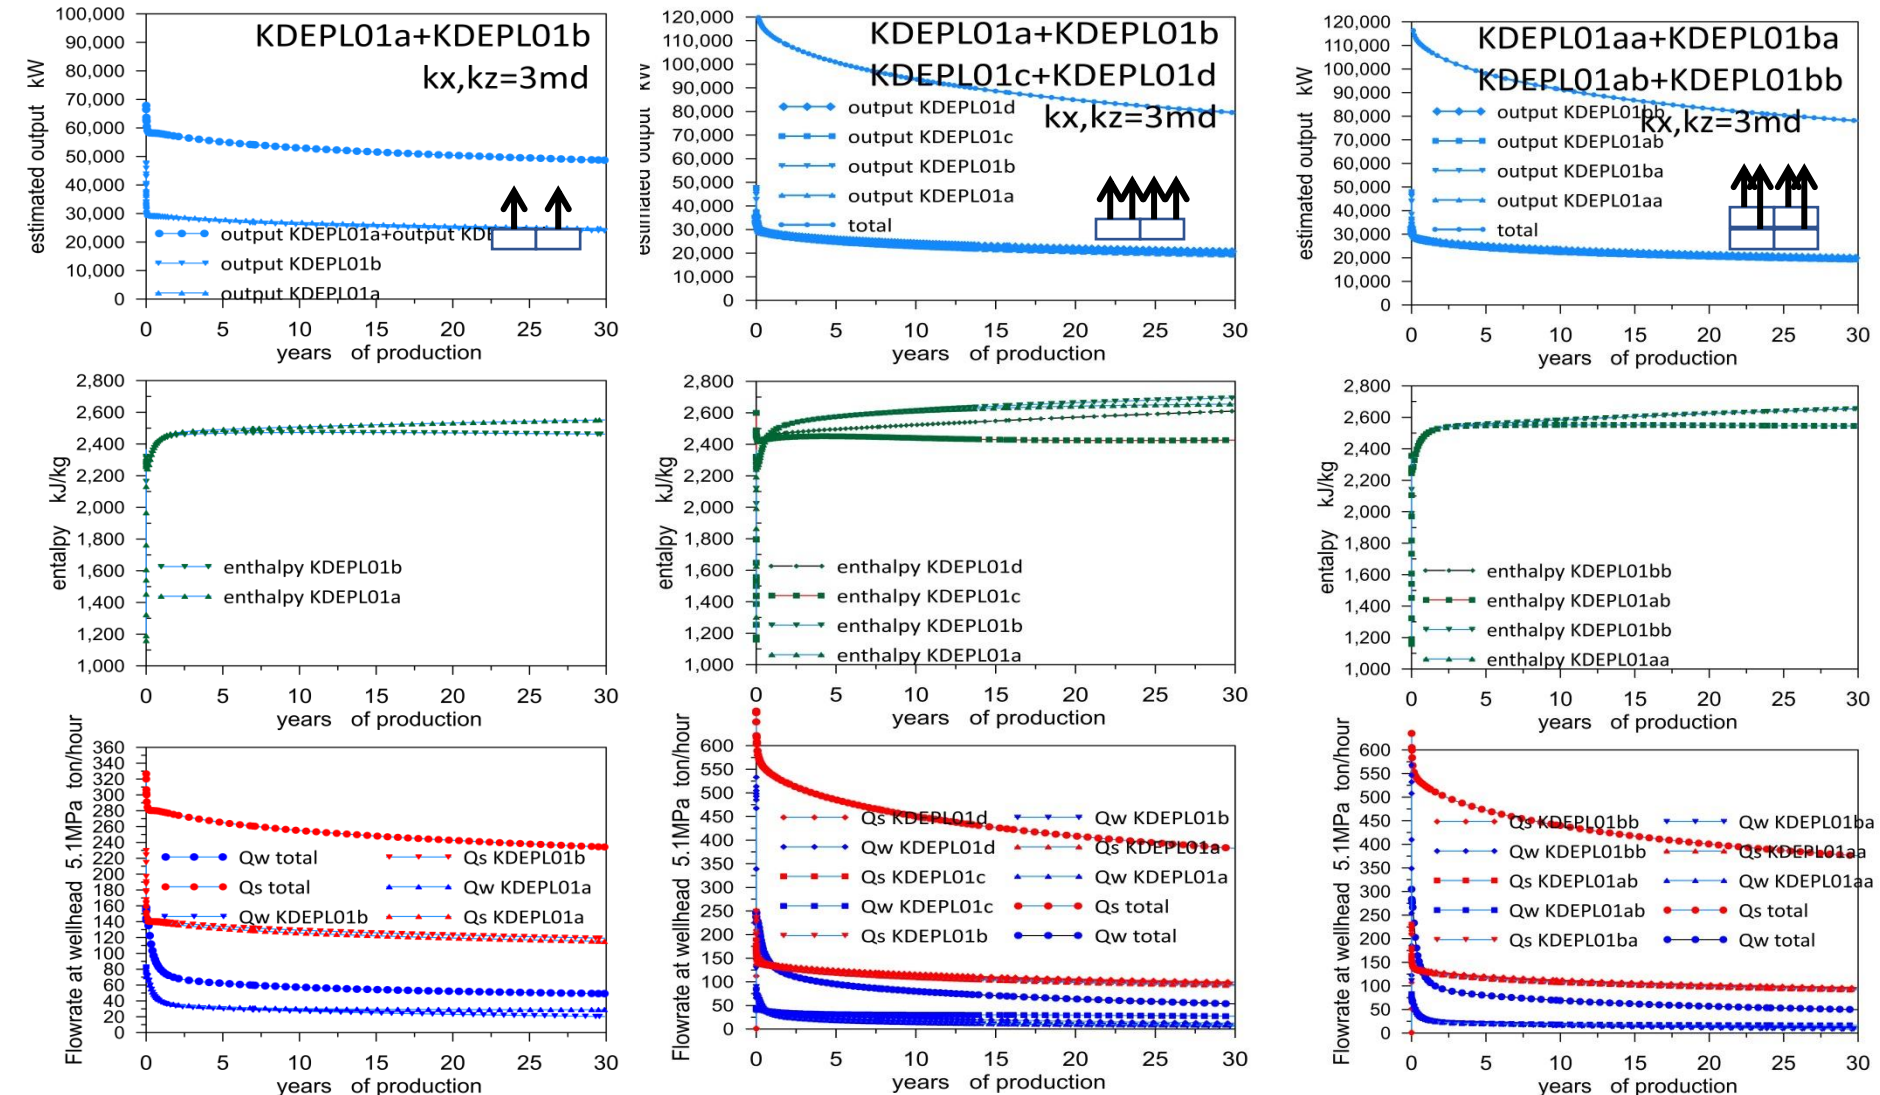 KDEPL01a+KDEPL01b
kx,kz=3md
estimated output kW
100,000
90,000
80,000
70,000
60,000
50,000
40,000
30,000
20,000
10,000
0
output KDEPL01a+output
output KDEPL01b
output KDEPL01a
0 5 10 15 20 25 30
years of production
KDEPL01a+KDEPL01b
KDEPL01c+KDEPL01d
kx,kz=3md
estimated output kW
120,000
110,000
100,000
90,000
80,000
70,000
60,000
50,000
40,000
30,000
20,000
10,000
0
output KDEPL01d
output KDEPL01c
output KDEPL01b
output KDEPL01a
total
0 5 10 15 20 25 30
years of production
KDEPL01aa+KDEPL01ba
KDEPL01ab+KDEPL01bb
kx,kz=3md
estimated output kW
120,000
110,000
100,000
90,000
80,000
70,000
60,000
50,000
40,000
30,000
20,000
10,000
0
output KDEPL01bb
output KDEPL01ab
output KDEPL01ba
output KDEPL01aa
total
0 5 10 15 20 25 30
years of production
entalpy kJ/kg
2,800
2,600
2,400
2,200
2,000
1,800
1,600
1,400
1,200
1,000
enthalpy KDEPL01b
enthalpy KDEPL01a
0 5 10 15 20 25 30
years of production
entalpy kJ/kg
2,800
2,600
2,400
2,200
2,000
1,800
1,600
1,400
1,200
1,000
enthalpy KDEPL01d
enthalpy KDEPL01c
enthalpy KDEPL01b
enthalpy KDEPL01a
0 5 10 15 20 25 30
years of production
entalpy kJ/kg
2,800
2,600
2,400
2,200
2,000
1,800
1,600
1,400
1,200
1,000
enthalpy KDEPL01bb
enthalpy KDEPL01ab
enthalpy KDEPL01bb
enthalpy KDEPL01aa
0 5 10 15 20 25 30
years of production
Flowrate at wellhead 5.1MPa ton/hour
360
340
320
300
280
260
240
220
200
180
160
140
120
100
80
60
40
20
0
Qw total Qs KDEPL01b
Qs total Qw KDEPL01a
Qw KDEPL01b Qs KDEPL01a
0 5 10 15 20 25 30
years of production
Flowrate at wellhead 5.1MPa ton/hour
600
550
500
450
400
350
300
250
200
150
100
50
0
Qs KDEPL01d Qw KDEPL01b
Qw KDEPL01d Qs KDEPL01a
Qs KDEPL01c Qw KDEPL01a
Qw KDEPL01c Qs total
Qs KDEPL01b Qw total
0 5 10 15 20 25 30
years of production
Flowrate at wellhead 5.1MPa ton/hour
600
550
500
450
400
350
300
250
200
150
100
50
0
Qs KDEPL01bb Qw KDEPL01ba
Qw KDEPL01bb Qs KDEPL01aa
Qs KDEPL01ab Qw KDEPL01aa
Qw KDEPL01ab Qs total
Qs KDEPL01ba Qw total
0 5 10 15 20 25 30
years of production